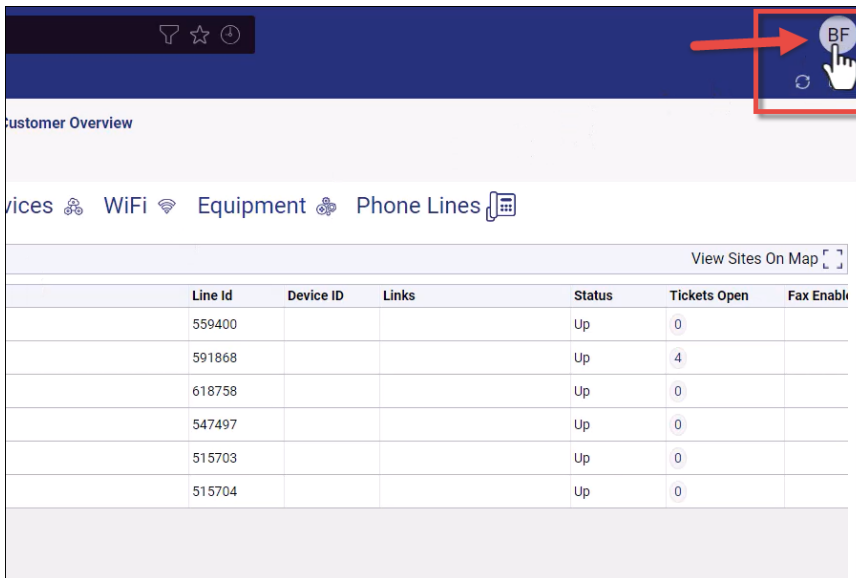 BF
Customer Overview
vices WiFi Equipment Phone Lines
View Sites On Map
Line Id Device ID Links Status Tickets Open Fax Enable
559400 Up 0
591868 Up 4
618758 Up 0
547497 Up 0
515703 Up 0
515704 Up 0